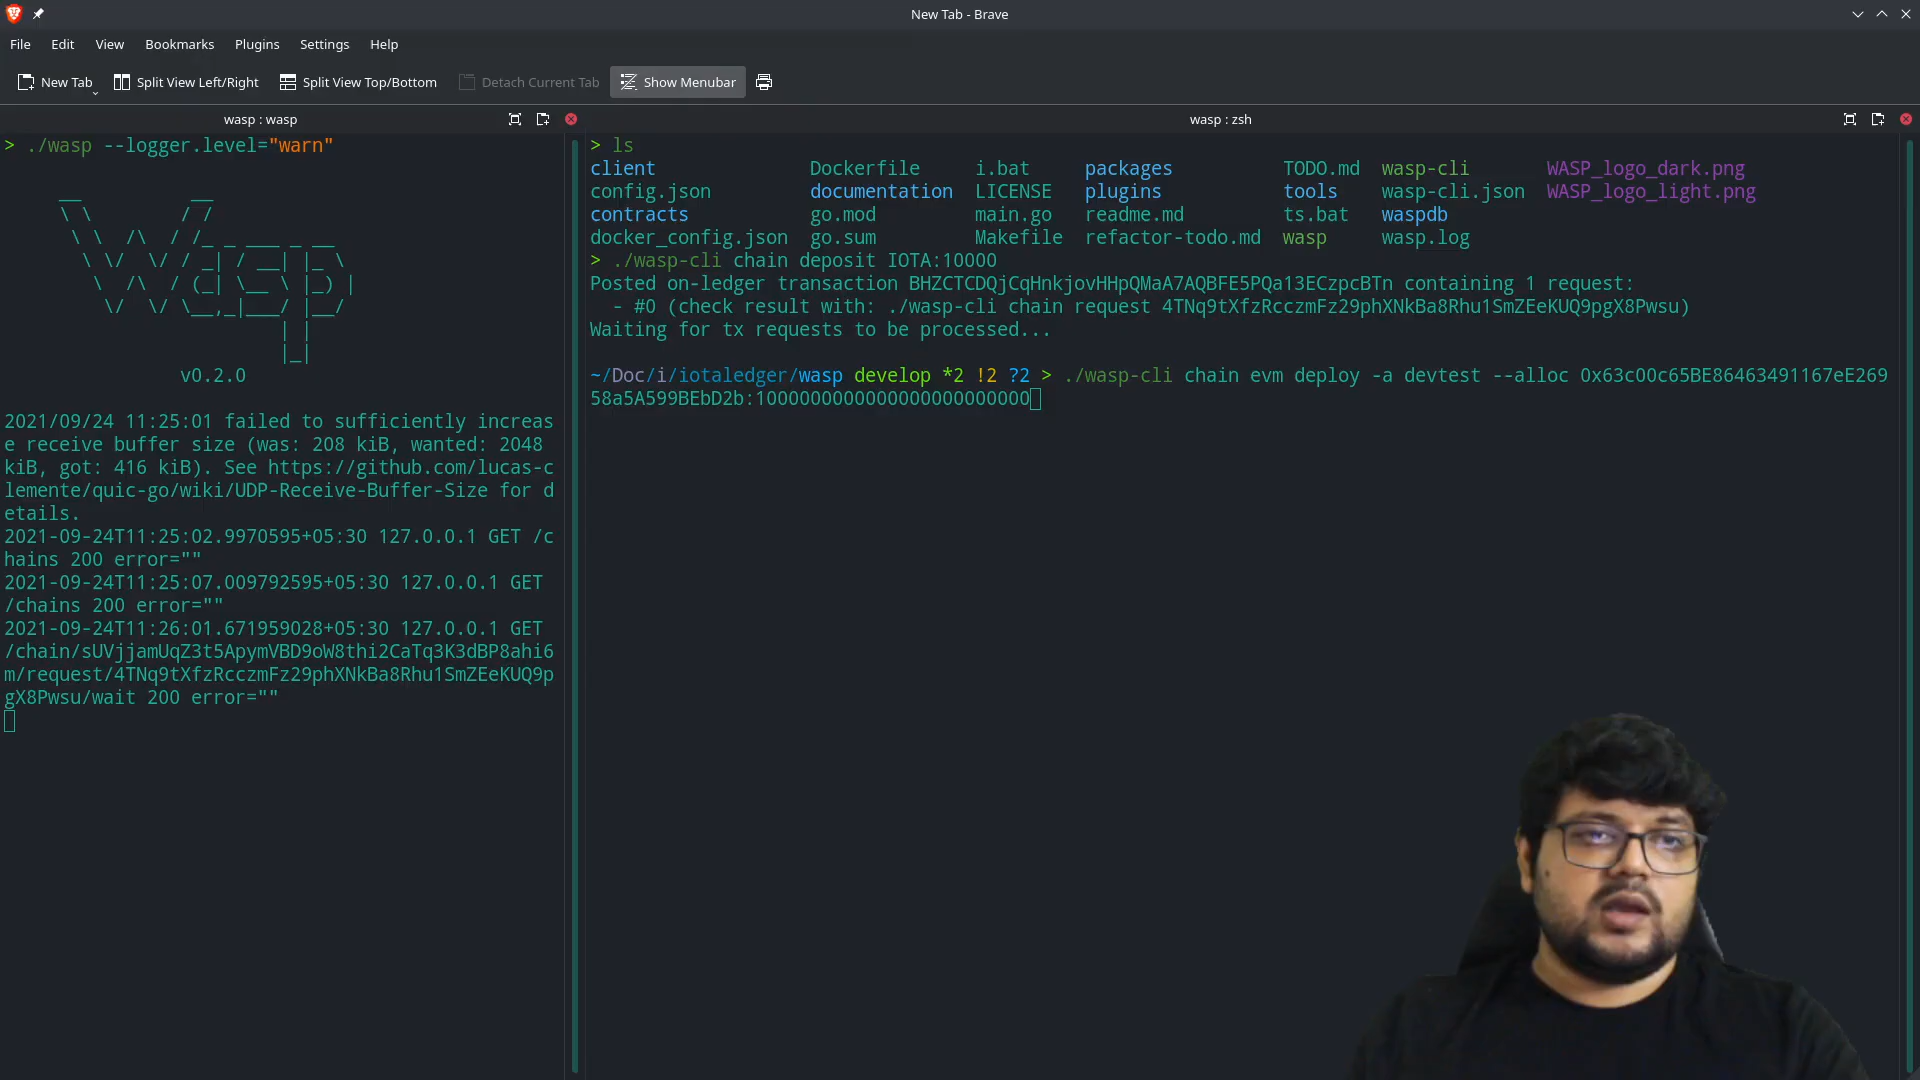 New Tab - Brave
File Edit View Bookmarks Plugins Settings Help
New Tab Split View Left/Right Split View Top/Bottom Detach Current Tab Show Menubar
wasp : wasp
> ./wasp --logger.level="warn"
v0.2.0
2021/09/24 11:25:01 failed to sufficiently increas
e receive buffer size (was: 208 kiB, wanted: 2048
kiB, got: 416 kiB). See https://github.com/lucas-c
lemente/quic-go/wiki/UDP-Receive-Buffer-Size for d
etails.
2021-09-24T11:25:02.9970595+05:30 127.0.0.1 GET /c
hains 200 error=""
2021-09-24T11:25:07.009792595+05:30 127.0.0.1 GET
/chains 200 error=""
2021-09-24T11:26:01.671959028+05:30 127.0.0.1 GET
/chain/sUVjjamUqZ3t5ApymVBD9oW8thi2CaTq3K3dBP8ahi6
m/request/4TNq9tXfzRcczmFz29phXNkBa8Rhu1SmZEeKUQ9p
gX8Pwsu/wait 200 error=""
wasp : zsh
> ls
client Dockerfile i.bat packages TODO.md wasp-cli WASP_logo_dark.png
config.json documentation LICENSE plugins tools wasp-cli.json WASP_logo_light.png
contracts go.mod main.go readme.md ts.bat waspdb
docker_config.json go.sum Makefile refactor-todo.md wasp wasp.log
> ./wasp-cli chain deposit IOTA:10000
Posted on-ledger transaction BHZCTCDQjCqHnkjovHHpQMaA7AQBFE5PQa13ECzpcBTn containing 1 request:
- #0 (check result with: ./wasp-cli chain request 4TNq9tXfzRcczmFz29phXNkBa8Rhu1SmZEeKUQ9pgX8Pwsu)
Waiting for tx requests to be processed...
~/Doc/i/iotaledger/wasp develop *2 !2 ?2 > ./wasp-cli chain evm deploy -a devtest --alloc 0x63c00c65BE86463491167eE269
58a5A599BEbD2b:1000000000000000000000000